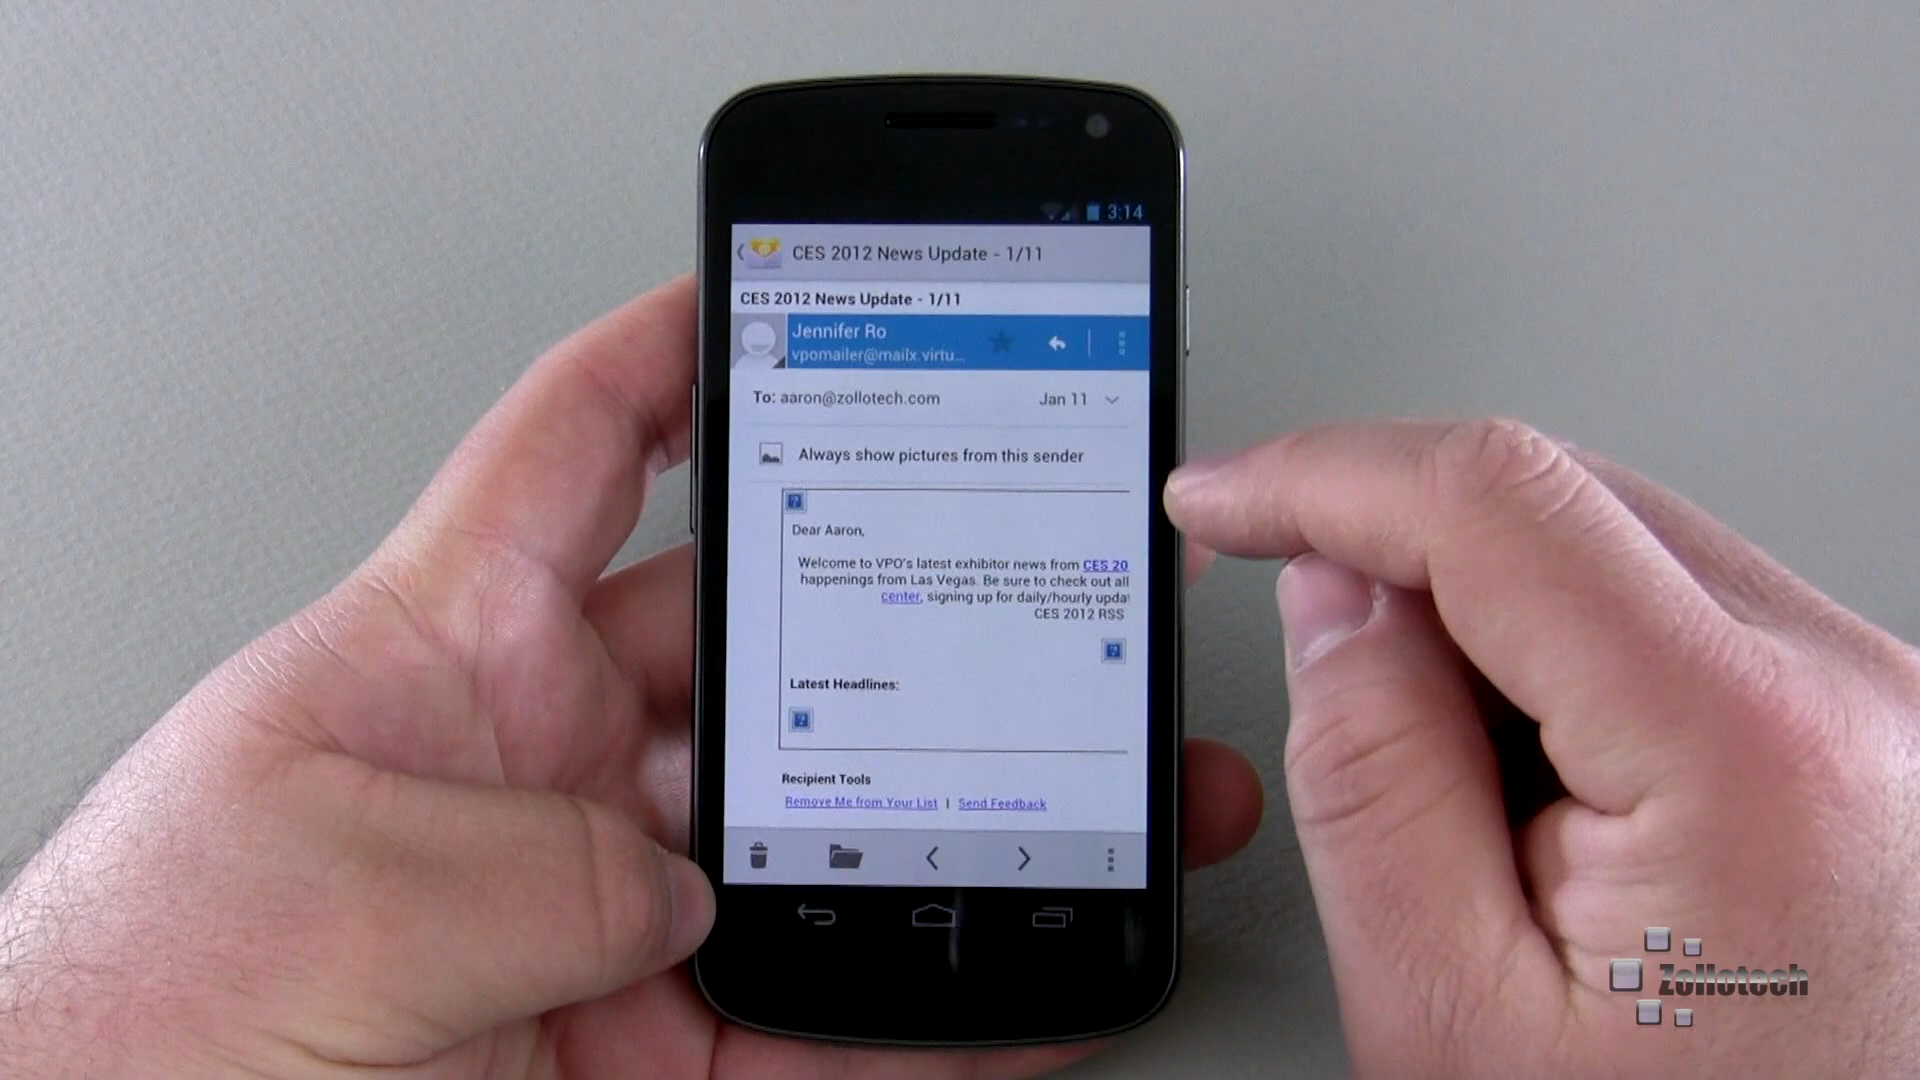 3:14
CES 2012 News Update - 1/11
CES 2012 News Update - 1/11
Jennifer Ro
vpomailer@mailx.virtu...
To: aaron@zollotech.com
Jan 11
Always show pictures from this sender
Dear Aaron,
Welcome to VPO's latest exhibitor news from CES 20
happenings from Las Vegas. Be sure to check out all
center, signing up for daily/hourly upda
CES 2012 RSS
Latest Headlines:
Recipient Tools
Remove Me from Your List | Send Feedback
Zollotech